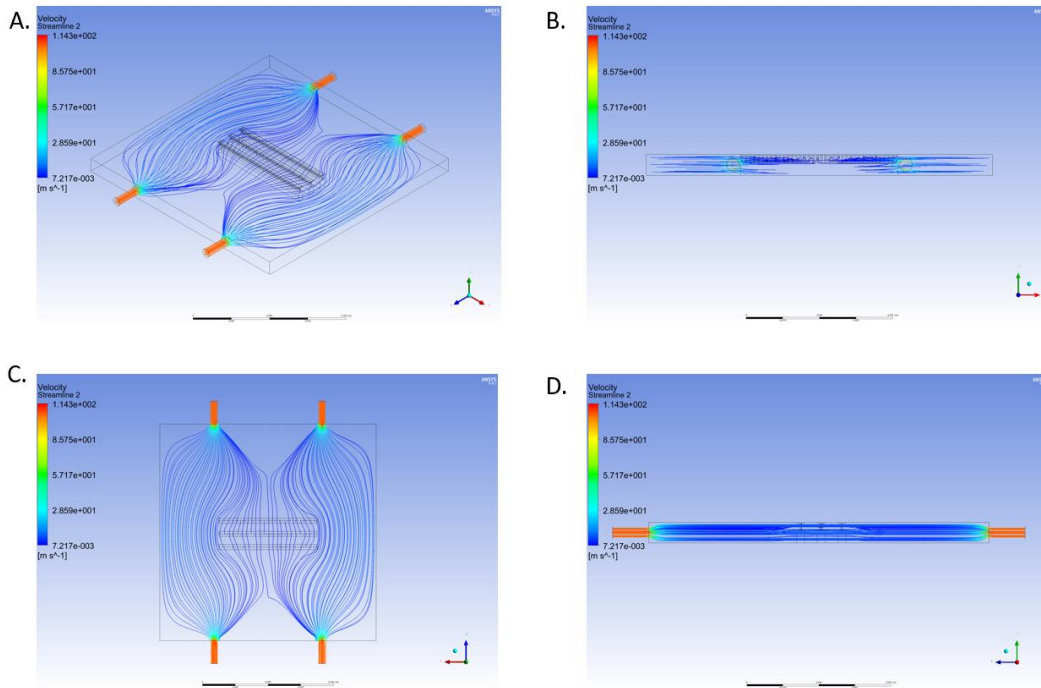 A.
Velocity
Streamline 2
1.143e+002
8.575e+001
5.717e+001
2.859e+001
7.217e-003
[m s^-1]
ANSYS
B.
Velocity
Streamline 2
1.143e+002
8.575e+001
5.717e+001
2.859e+001
7.217e-003
[m s^-1]
ANSYS
C.
Velocity
Streamline 2
1.143e+002
8.575e+001
5.717e+001
2.859e+001
7.217e-003
[m s^-1]
ANSYS
D.
Velocity
Streamline 2
1.143e+002
8.575e+001
5.717e+001
2.859e+001
7.217e-003
[m s^-1]
ANSYS